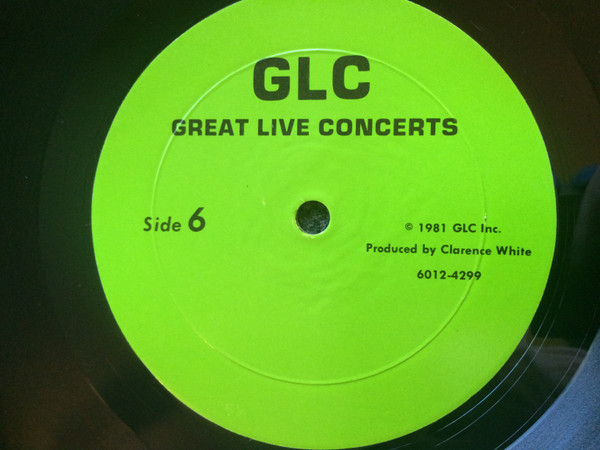 GLC
GREAT LIVE CONCERTS
Side 6
© 1981 GLC Inc.
Produced by Clarence White
6012-4299